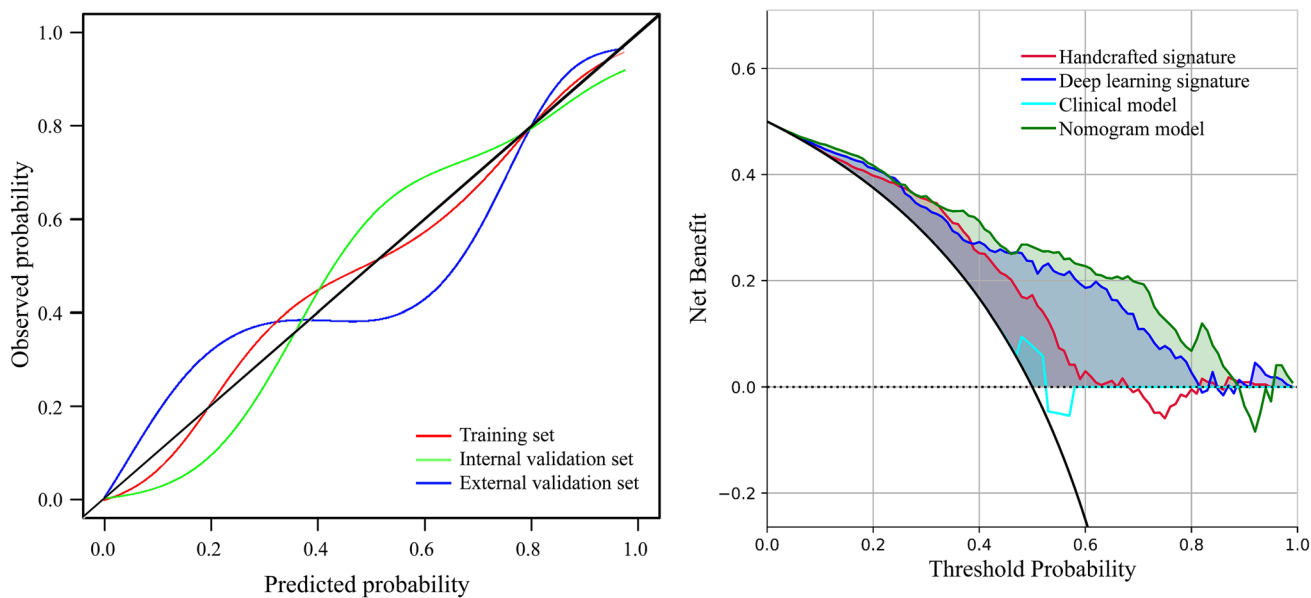 Observed probability
1.0
0.8
0.6
0.4
0.2
0.0
Training set
Internal validation set
External validation set
0.0 0.2 0.4 0.6 0.8 1.0
Predicted probability
Net Benefit
0.6
0.4
0.2
0.0
−0.2
Handcrafted signature
Deep learning signature
Clinical model
Nomogram model
0.0 0.2 0.4 0.6 0.8 1.0
Threshold Probability